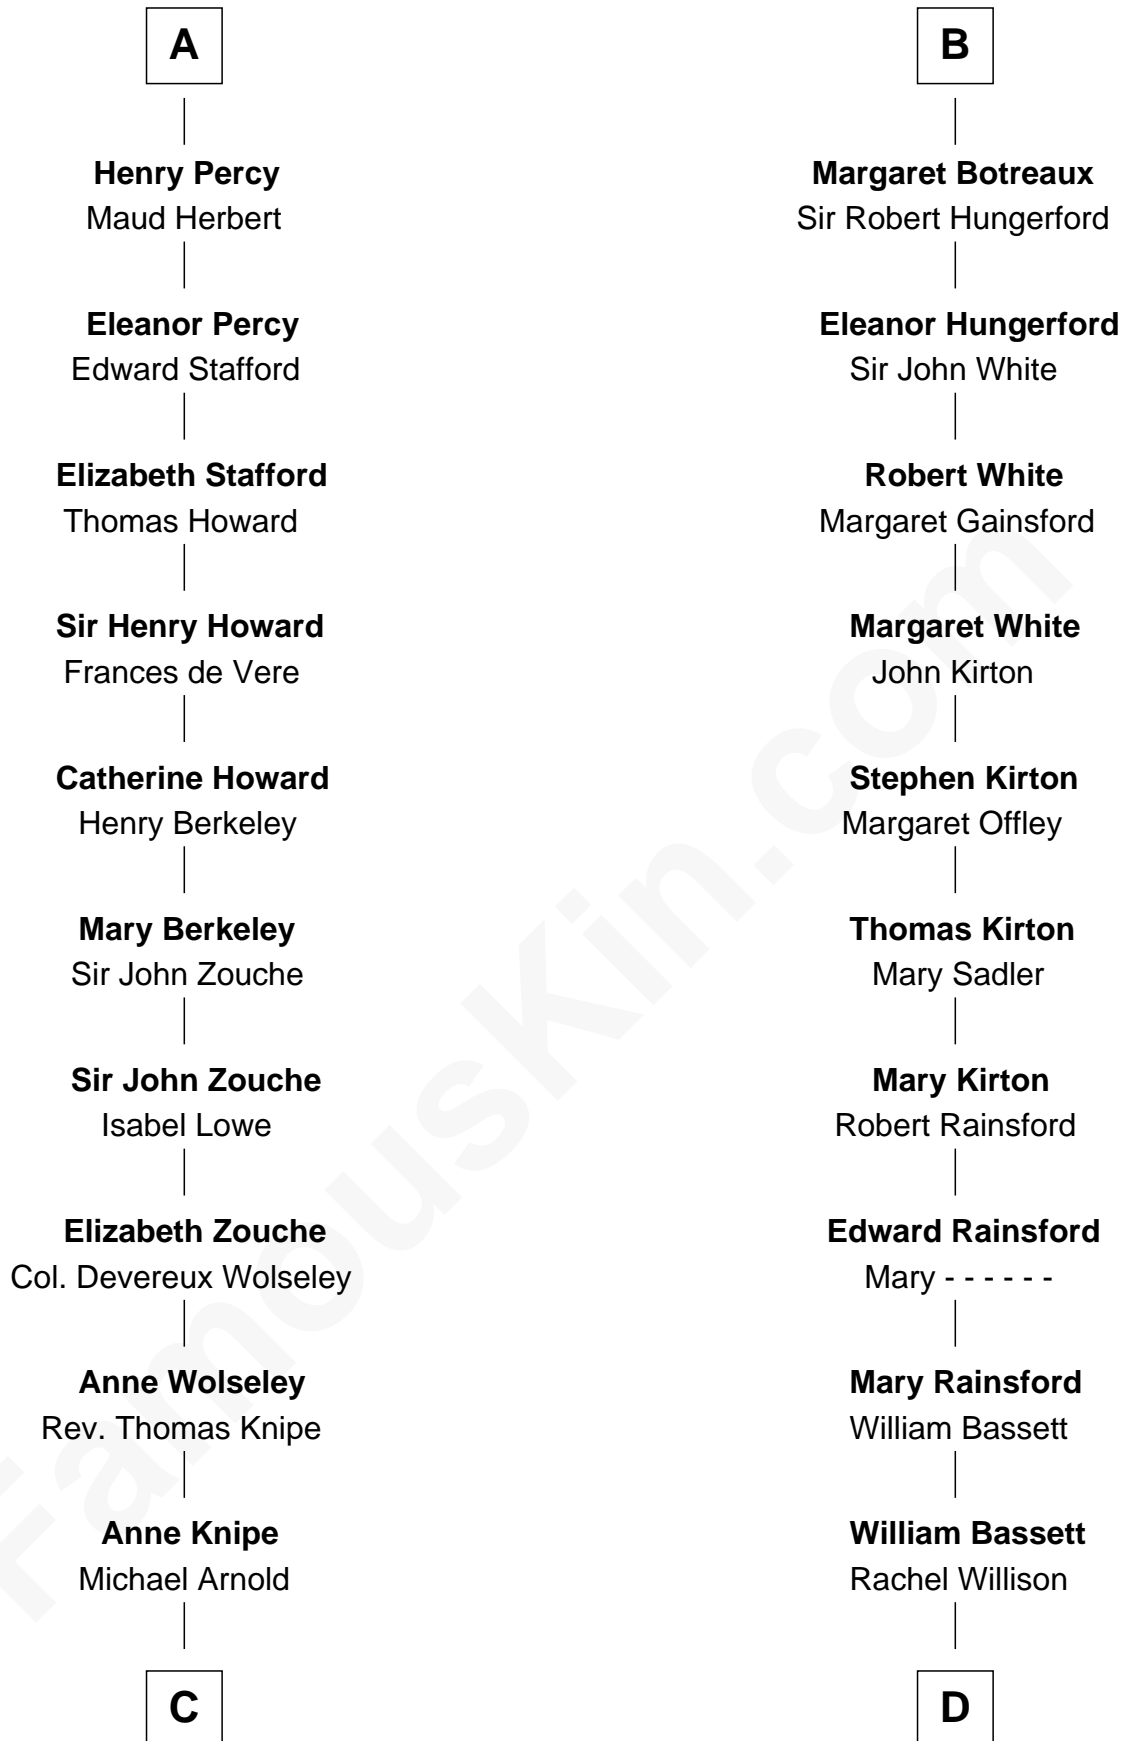 A
Henry Percy
Maud Herbert
Eleanor Percy
Edward Stafford
Elizabeth Stafford
Thomas Howard
Sir Henry Howard
Frances de Vere
Catherine Howard
Henry Berkeley
Mary Berkeley
Sir John Zouche
Sir John Zouche
Isabel Lowe
Elizabeth Zouche
Col. Devereux Wolseley
Anne Wolseley
Rev. Thomas Knipe
Anne Knipe
Michael Arnold
C
B
Margaret Botreaux
Sir Robert Hungerford
Eleanor Hungerford
Sir John White
Robert White
Margaret Gainsford
Margaret White
John Kirton
Stephen Kirton
Margaret Offley
Thomas Kirton
Mary Sadler
Mary Kirton
Robert Rainsford
Edward Rainsford
Mary - - - - - -
Mary Rainsford
William Bassett
William Bassett
Rachel Willison
D
FamousKin.com